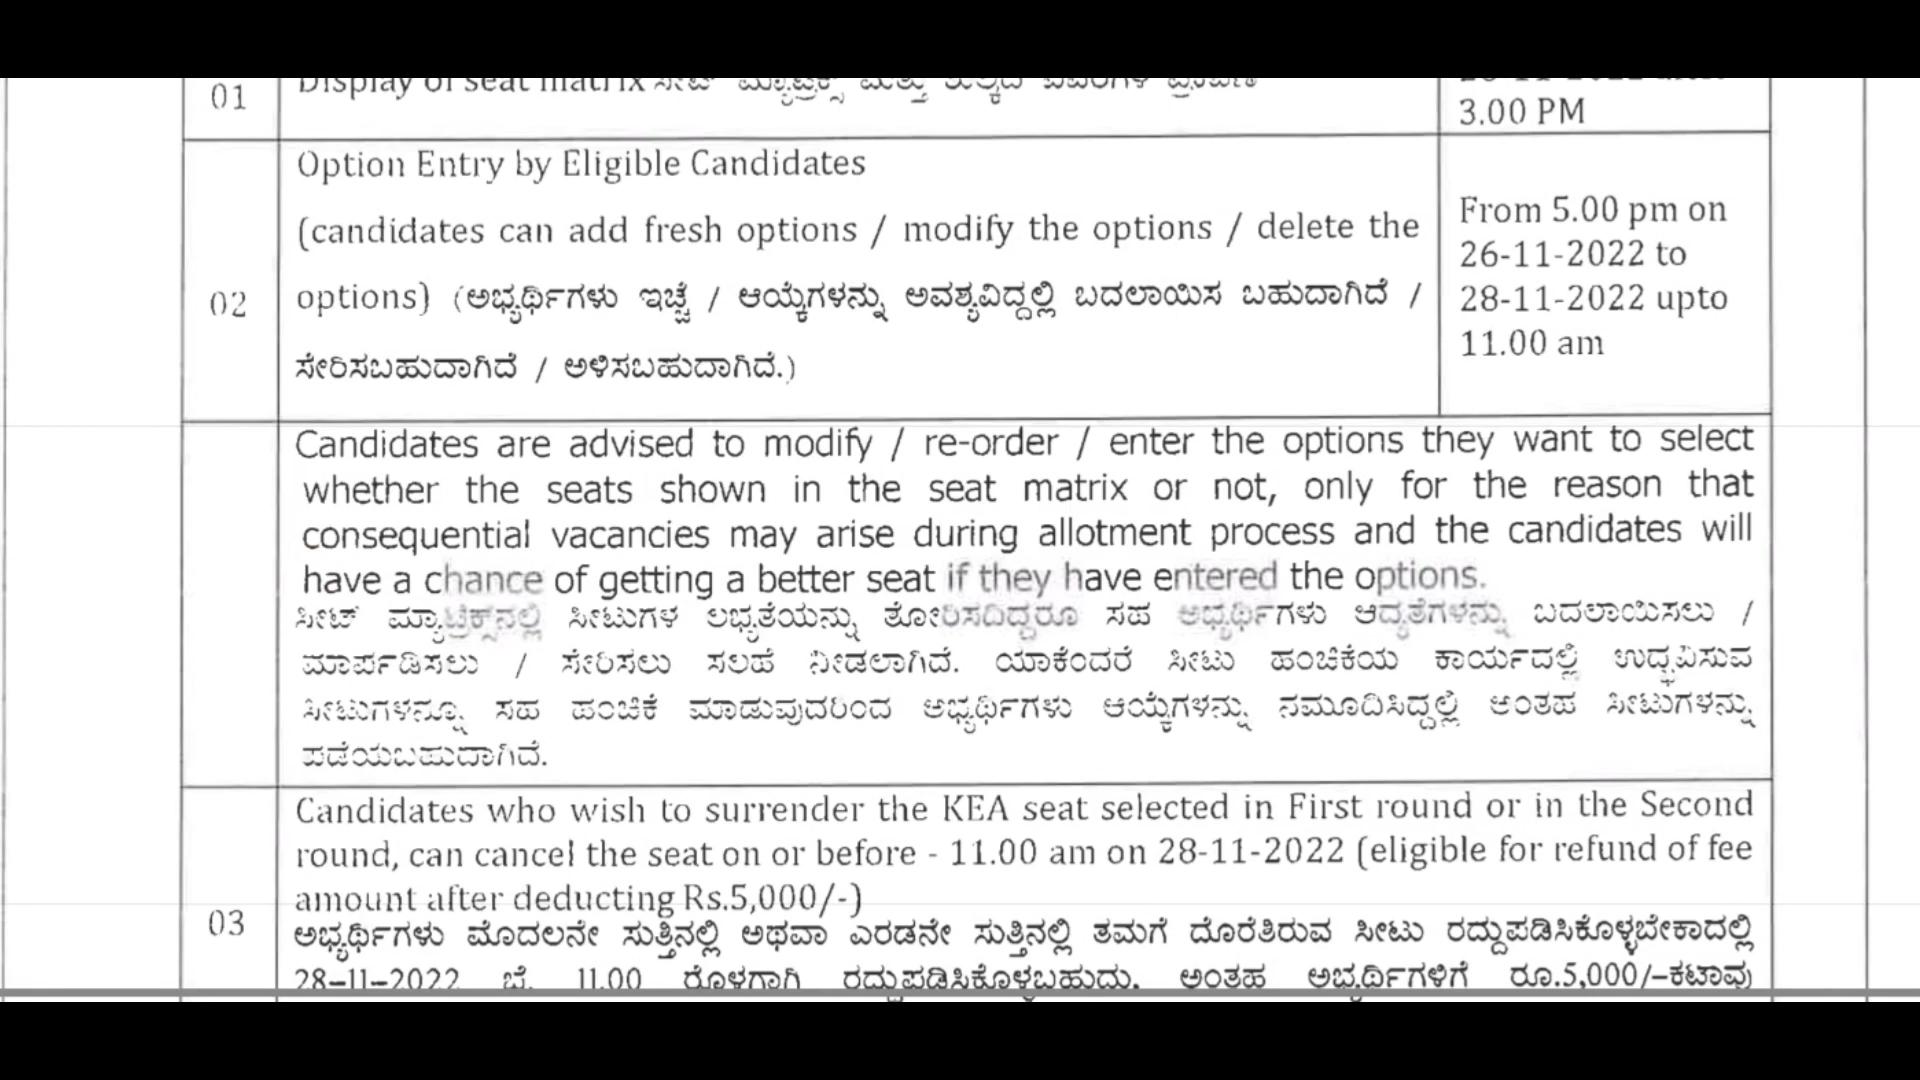 01
Display of seat matrix ಸೀಟ್ ಮ್ಯಾಟ್ರಿಕ್ಸ್ ಮತ್ತು
3.00 PM
Option Entry by Eligible Candidates
(candidates can add fresh options / modify the options / delete the
02
options) (ಅಭ್ಯರ್ಥಿಗಳು ಇಚ್ಛೆ / ಆಯ್ಕೆಗಳನ್ನು ಅವಶ್ಯವಿದ್ದಲ್ಲಿ ಬದಲಾಯಿಸ ಬಹುದಾಗಿದೆ /
ಸೇರಿಸಬಹುದಾಗಿದೆ / ಅಳಿಸಬಹುದಾಗಿದೆ.)
From 5.00 pm on
26-11-2022 to
28-11-2022 upto
11.00 am
Candidates are advised to modify / re-order / enter the options they want to select
whether the seats shown in the seat matrix or not, only for the reason that
consequential vacancies may arise during allotment process and the candidates will
have a chance of getting a better seat if they have entered the options.
ಸೀಟ್ ಮ್ಯಾಟ್ರಿಕ್ಸ್‌ನಲ್ಲಿ ಸೀಟುಗಳ ಲಭ್ಯತೆಯನ್ನು ತೋರಿಸದಿದ್ದರೂ ಸಹ ಅಭ್ಯರ್ಥಿಗಳು ಆದ್ಯತೆಗಳನ್ನು ಬದಲಾಯಿಸಲು /
ಮಾರ್ಪಡಿಸಲು / ಸೇರಿಸಲು ಸಲಹೆ ನೀಡಲಾಗಿದೆ. ಯಾಕೆಂದರೆ ಸೀಟು ಹಂಚಿಕೆಯ ಕಾರ್ಯದಲ್ಲಿ ಉದ್ಭವಿಸುವ
ಸೀಟುಗಳನ್ನೂ ಸಹ ಹಂಚಿಕೆ ಮಾಡುವುದರಿಂದ ಅಭ್ಯರ್ಥಿಗಳು ಆಯ್ಕೆಗಳನ್ನು ನಮೂದಿಸಿದ್ದಲ್ಲಿ ಅಂತಹ ಸೀಟುಗಳನ್ನು
ಪಡೆಯಬಹುದಾಗಿದೆ.
Candidates who wish to surrender the KEA seat selected in First round or in the Second
round, can cancel the seat on or before - 11.00 am on 28-11-2022 (eligible for refund of fee
amount after deducting Rs.5,000/-)
03
ಅಭ್ಯರ್ಥಿಗಳು ಮೊದಲನೇ ಸುತ್ತಿನಲ್ಲಿ ಅಥವಾ ಎರಡನೇ ಸುತ್ತಿನಲ್ಲಿ ತಮಗೆ ದೊರೆತಿರುವ ಸೀಟು ರದ್ದುಪಡಿಸಿಕೊಳ್ಳಬೇಕಾದಲ್ಲಿ
28-11-2022 ಬೆ. 11.00 ರೊಳಗಾಗಿ ರದ್ದುಪಡಿಸಿಕೊಳ್ಳಬಹುದು. ಅಂತಹ ಅಭ್ಯರ್ಥಿಗಳಿಗೆ ರೂ.5,000/-ಕಟಾವು